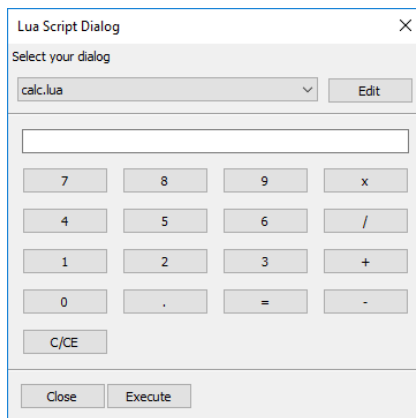 Lua Script Dialog
Select your dialog
calc.lua Edit
7 8 9 x
4 5 6 /
1 2 3 +
0 . = -
C/CE
Close Execute